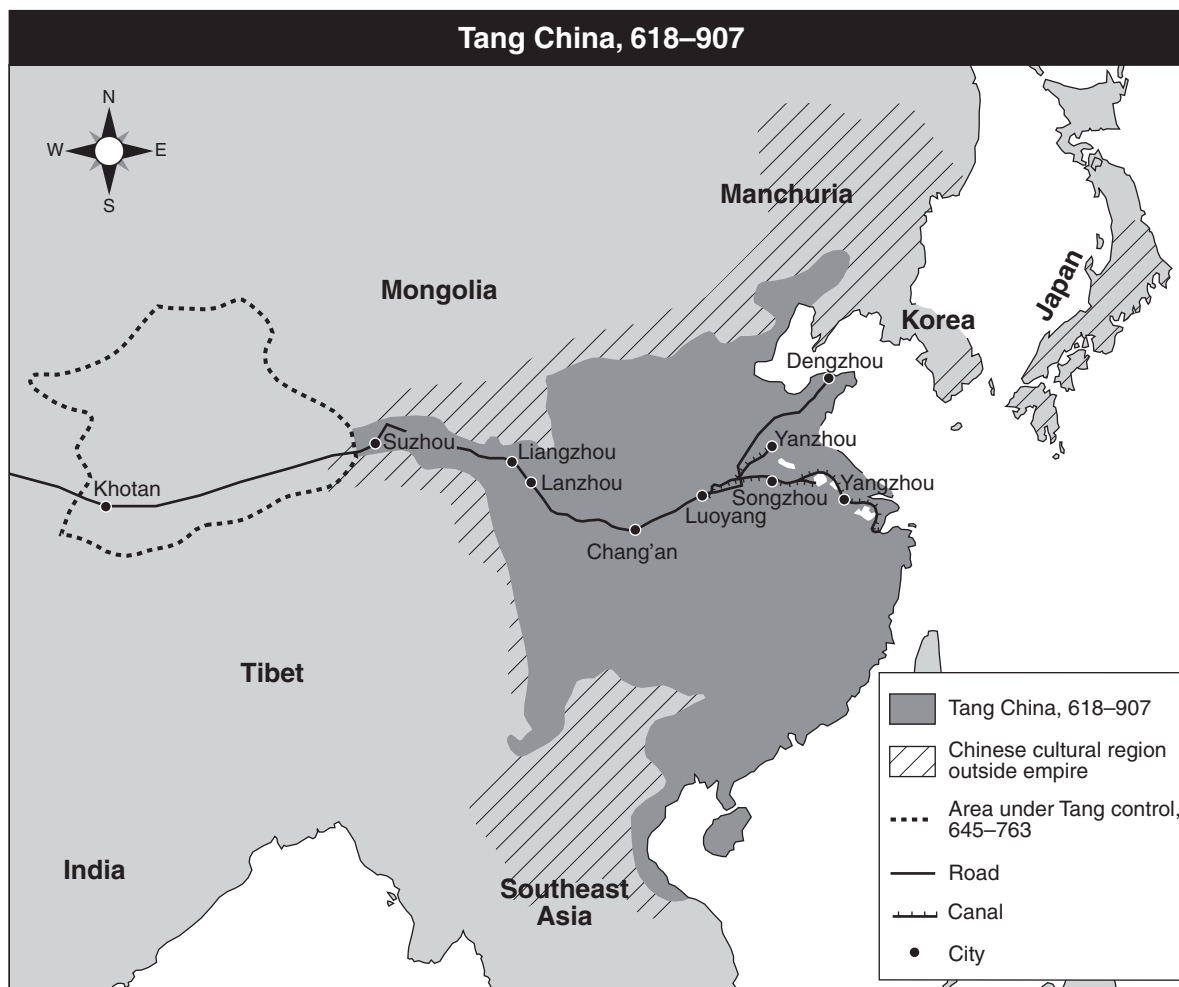 Tang China, 618–907
N
W
E
S
Manchuria
Mongolia
Japan
Korea
Dengzhou
Yanzhou
Suzhou
Liangzhou
Lanzhou
Khotan
Songzhou
Yangzhou
Luoyang
Chang'an
Tibet
India
Southeast
Asia
Tang China, 618–907
Chinese cultural region
outside empire
Area under Tang control,
645–763
Road
Canal
City